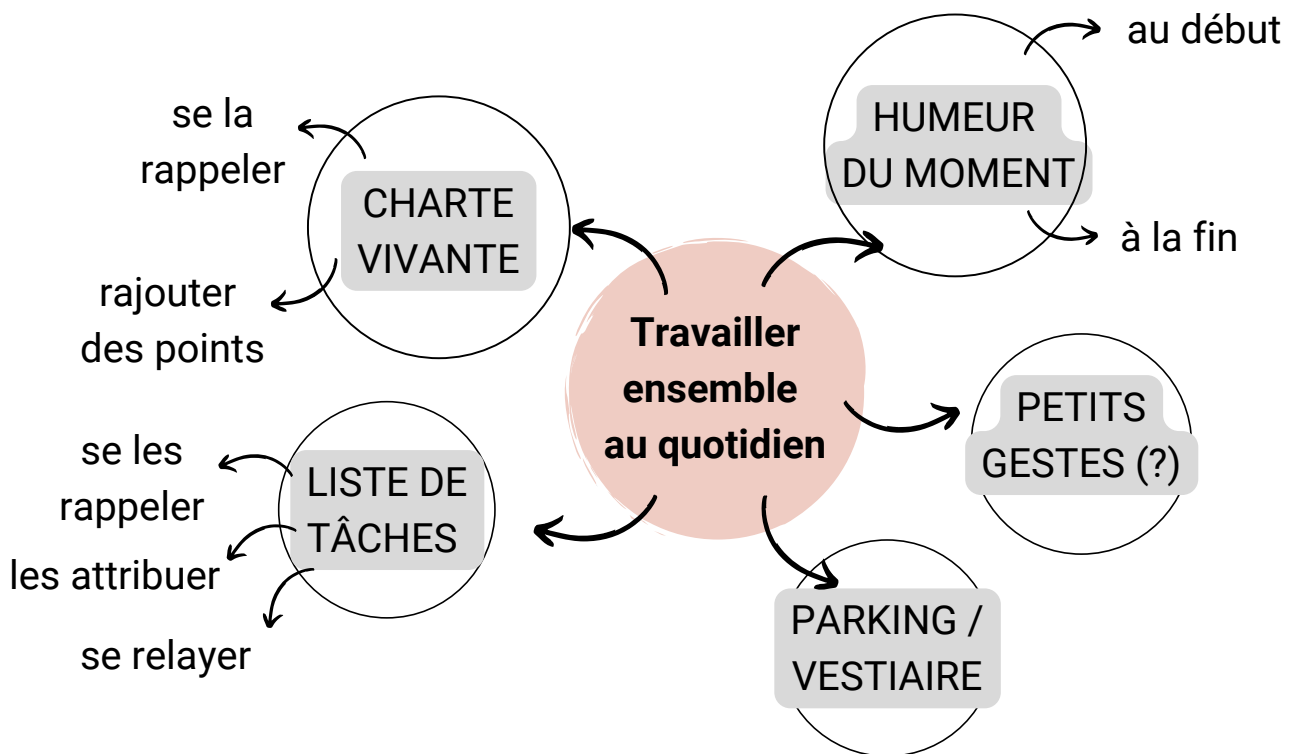 au début
HUMEUR
DU MOMENT
à la fin
se la
rappeler
CHARTE
VIVANTE
rajouter
des points
Travailler
ensemble
au quotidien
PETITS
GESTES (?)
se les
rappeler
LISTE DE
TÂCHES
les attribuer
se relayer
PARKING /
VESTIAIRE